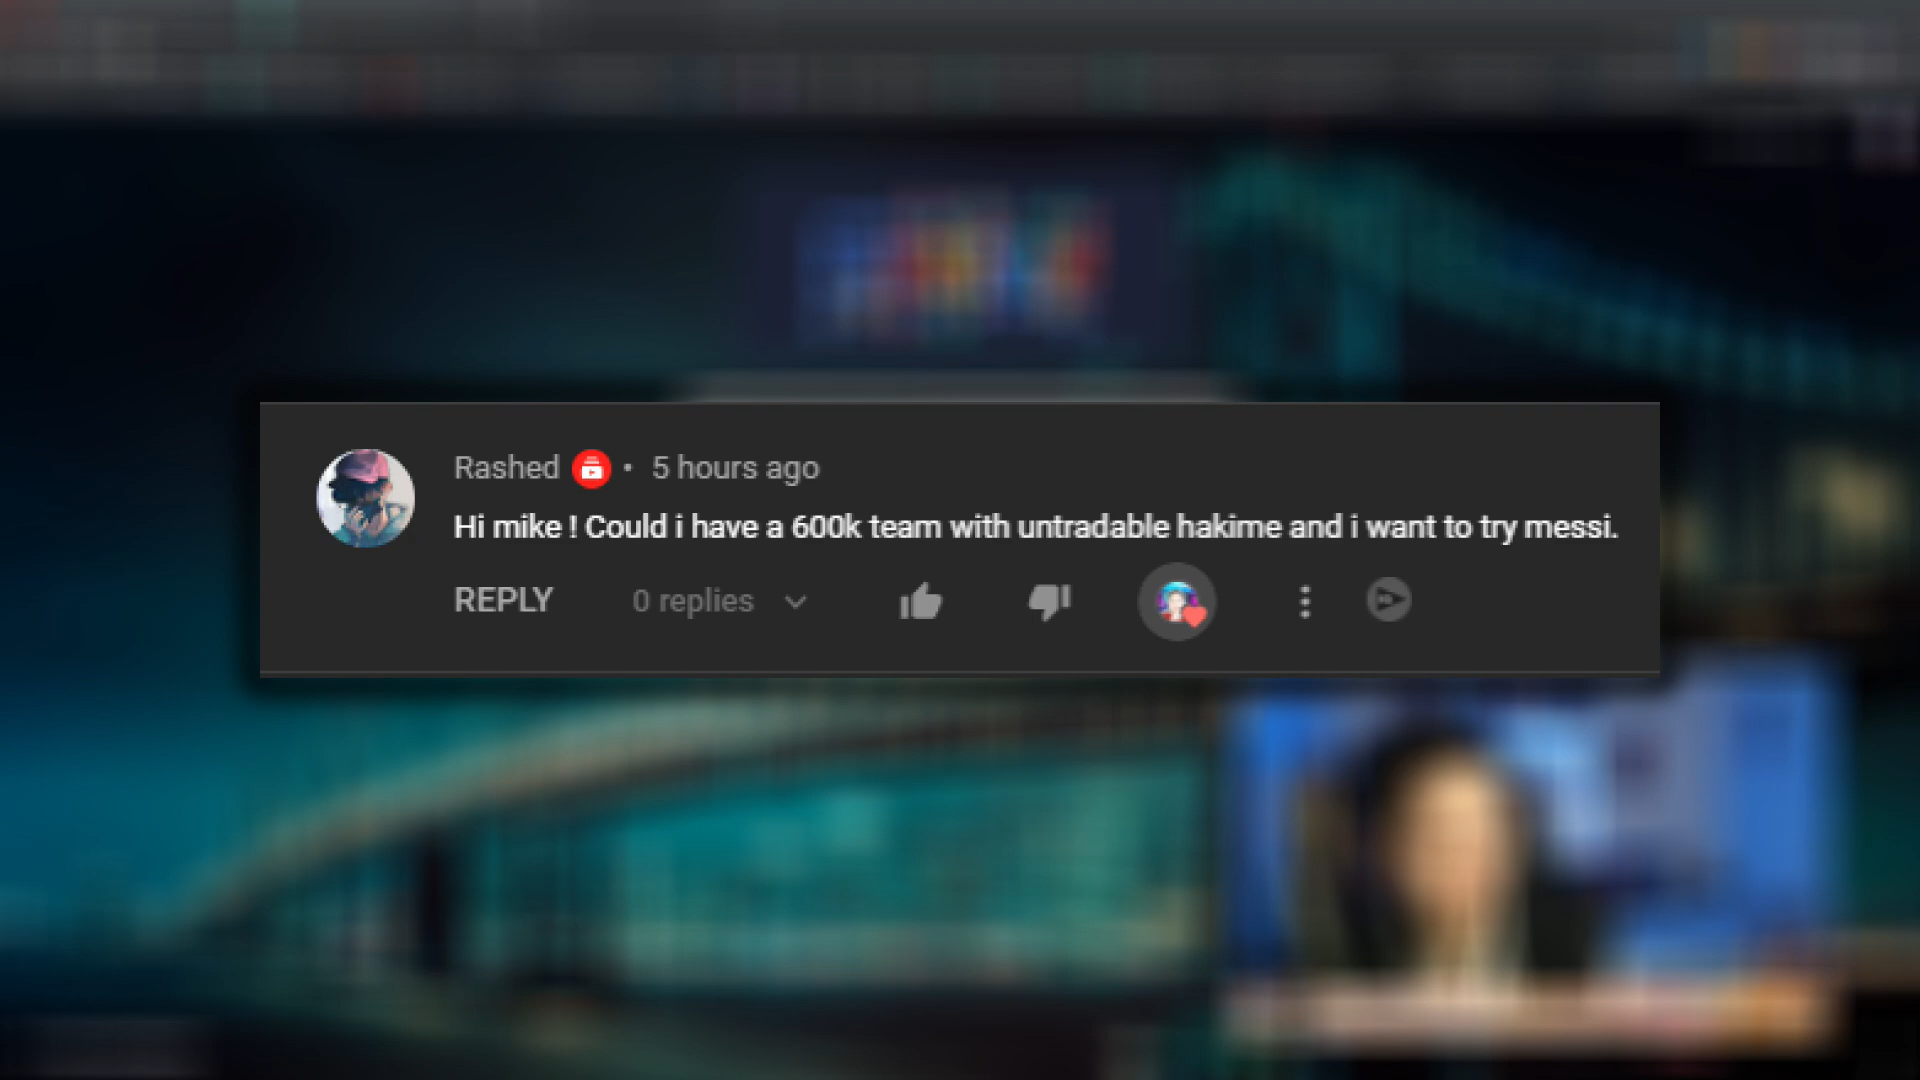 Rashed • 5 hours ago
Hi mike ! Could i have a 600k team with untradable hakime and i want to try messi.
REPLY 0 replies